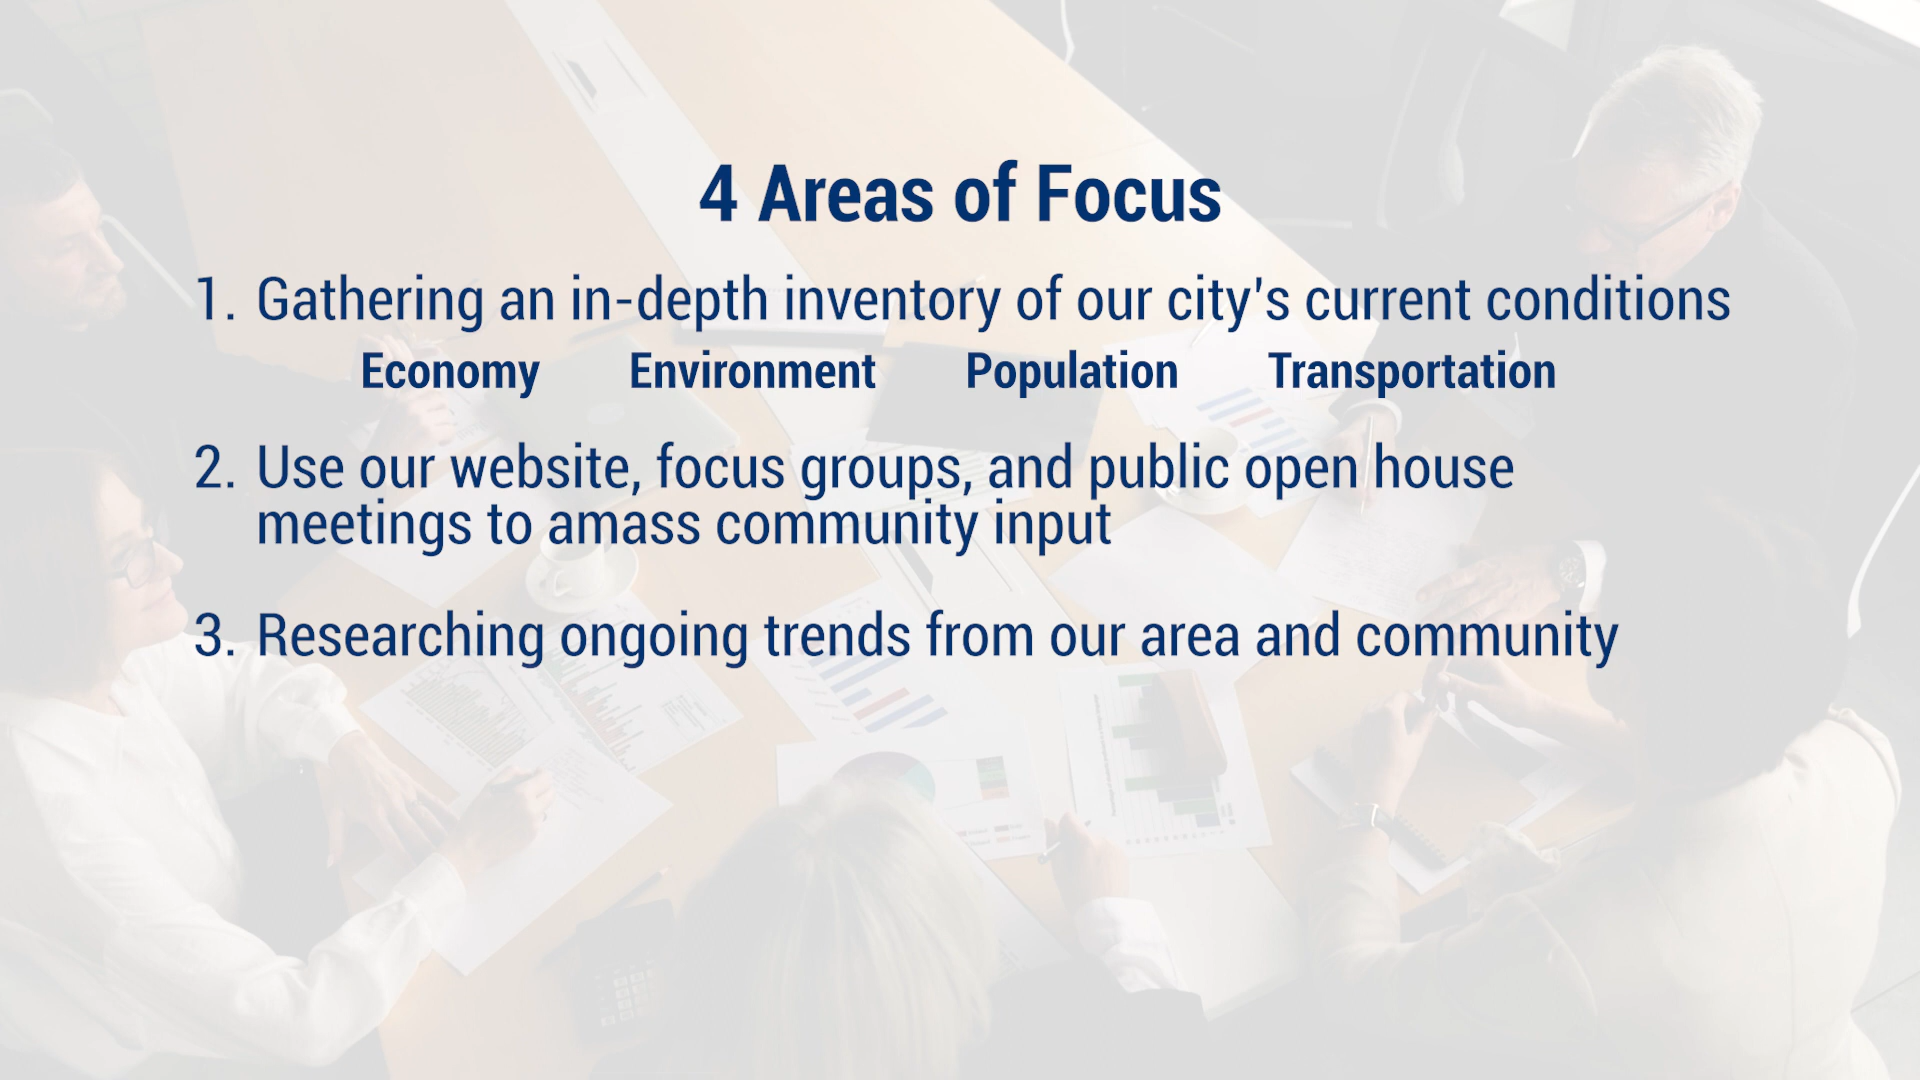 4 Areas of Focus
1. Gathering an in-depth inventory of our city's current conditions
Economy Environment Population Transportation
2. Use our website, focus groups, and public open house
meetings to amass community input
3. Researching ongoing trends from our area and community